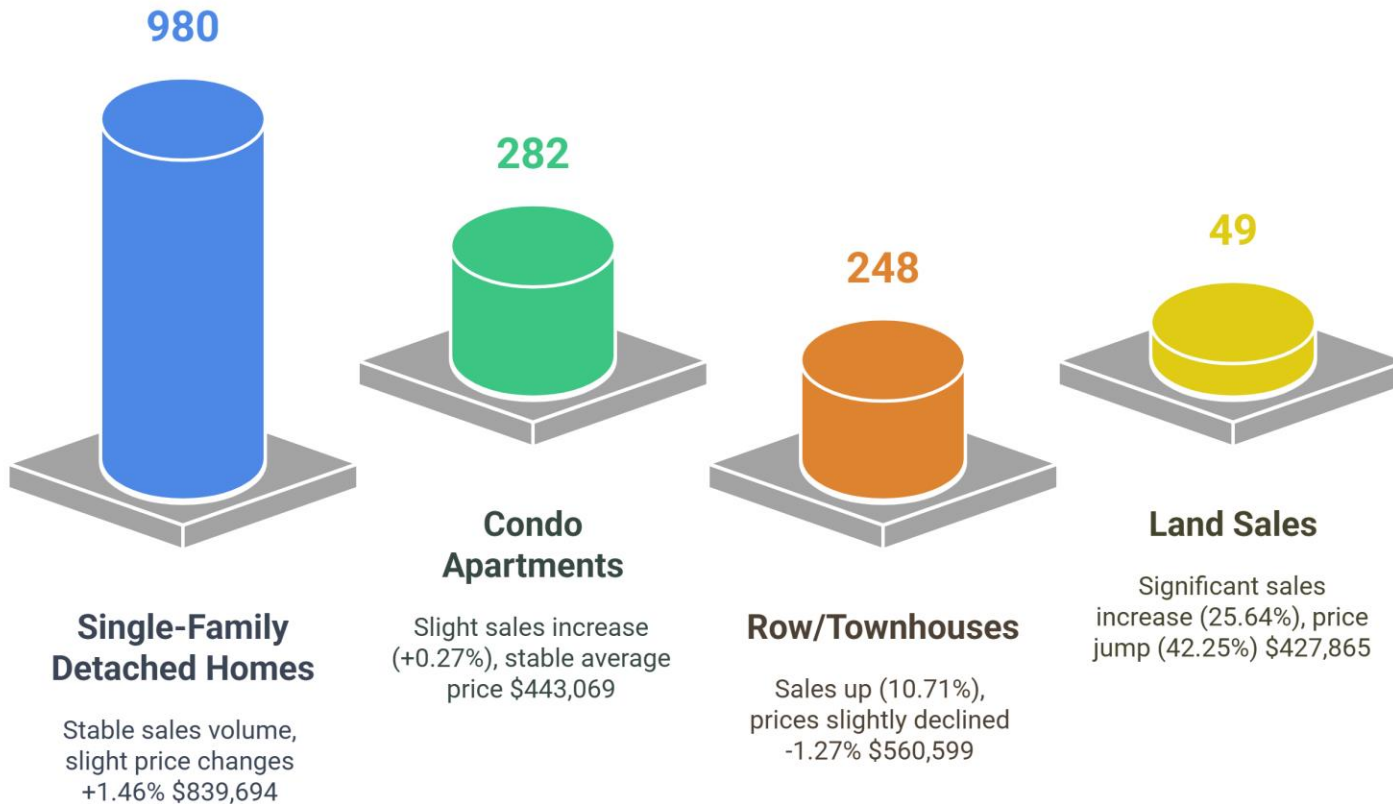 980
Single-Family
Detached Homes
Stable sales volume,
slight price changes
+1.46% $839,694
282
Condo
Apartments
Slight sales increase
(+0.27%), stable average
price $443,069
248
Row/Townhouses
Sales up (10.71%),
prices slightly declined
-1.27% $560,599
49
Land Sales
Significant sales
increase (25.64%), price
jump (42.25%) $427,865